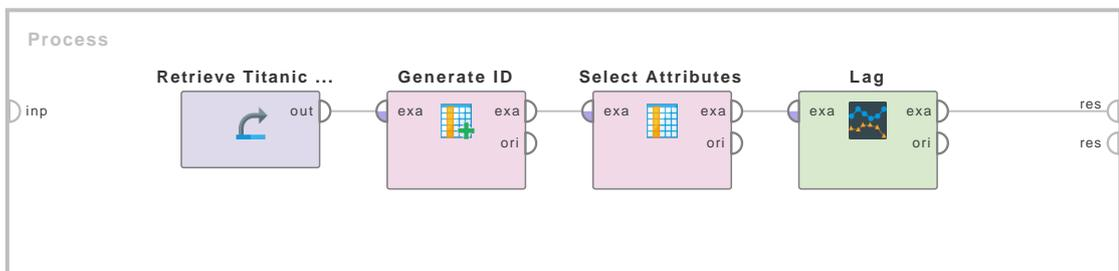 Process
Retrieve Titanic ...
Generate ID
Select Attributes
Lag
inp
out
exa
exa
exa
exa
exa
exa
res
ori
ori
ori
res